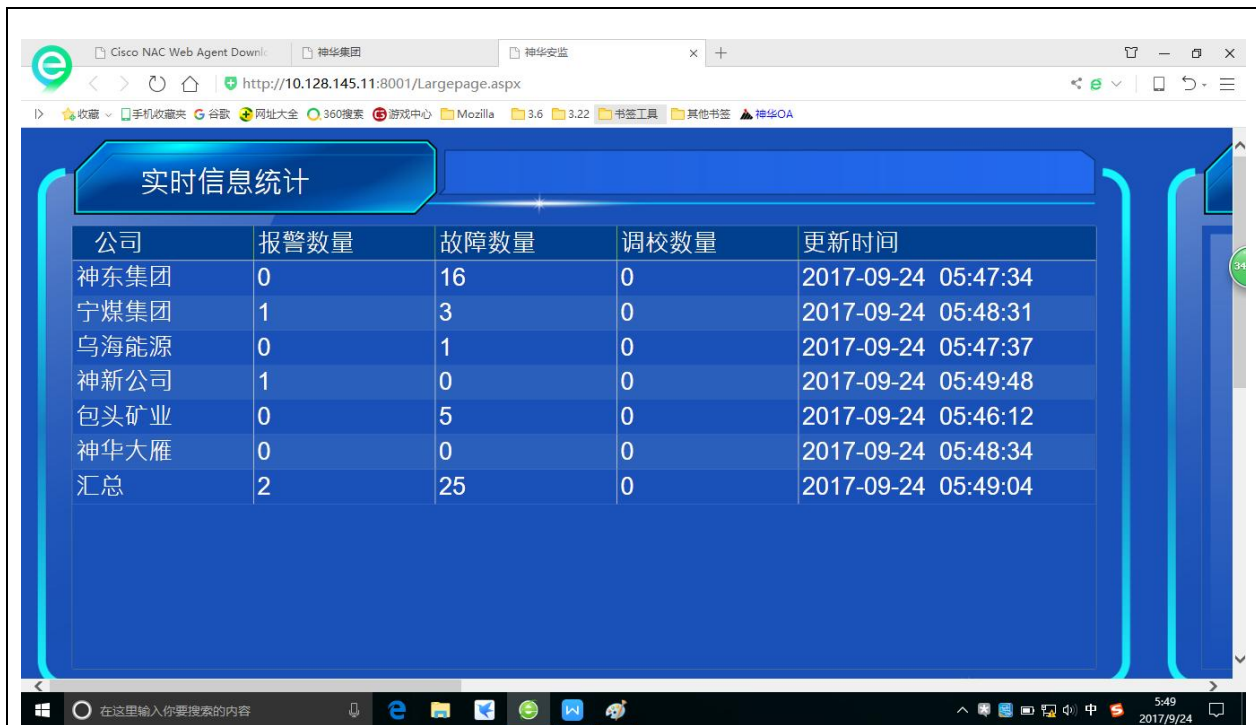 Cisco NAC Web Agent Downlo 神华集团 神华安监
http://10.128.145.11:8001/Largepage.aspx
收藏 手机收藏夹 谷歌 网址大全 360搜索 游戏中心 Mozilla 3.6 3.22 书签工具 其他书签 神华OA
实时信息统计
公司 报警数量 故障数量 调校数量 更新时间
神东集团 0 16 0 2017-09-24 05:47:34
宁煤集团 1 3 0 2017-09-24 05:48:31
乌海能源 0 1 0 2017-09-24 05:47:37
神新公司 1 0 0 2017-09-24 05:49:48
包头矿业 0 5 0 2017-09-24 05:46:12
神华大雁 0 0 0 2017-09-24 05:48:34
汇总 2 25 0 2017-09-24 05:49:04
34
在这里输入你要搜索的内容 中 5:49
2017/9/24